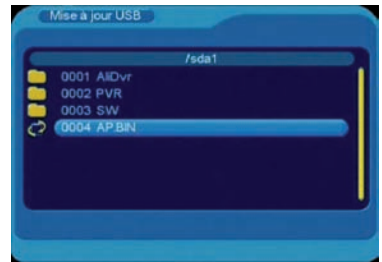 Mise à jour USB
/sda1
0001 AliDvr
0002 PVR
0003 SW
0004 AP.BIN